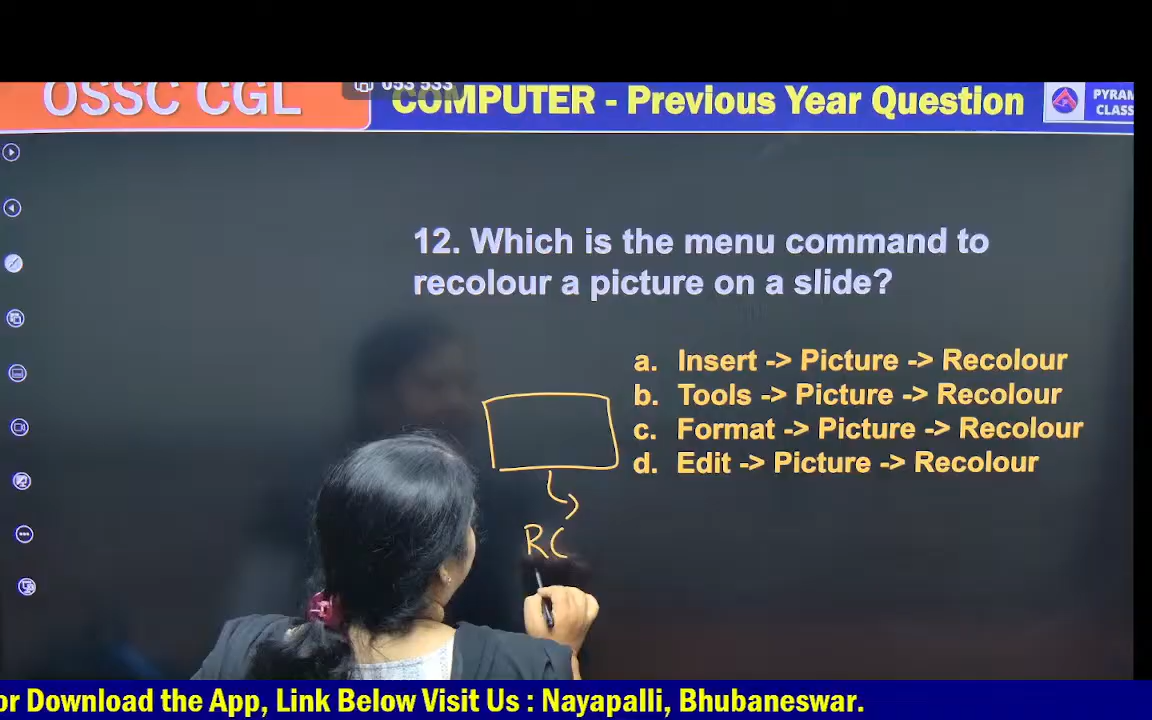 OSSC CGL
COMPUTER - Previous Year Question
12. Which is the menu command to
recolour a picture on a slide?
a. Insert -> Picture -> Recolour
b. Tools -> Picture -> Recolour
c. Format -> Picture -> Recolour
d. Edit -> Picture -> Recolour
RC
or Download the App, Link Below Visit Us : Nayapalli, Bhubaneswar.